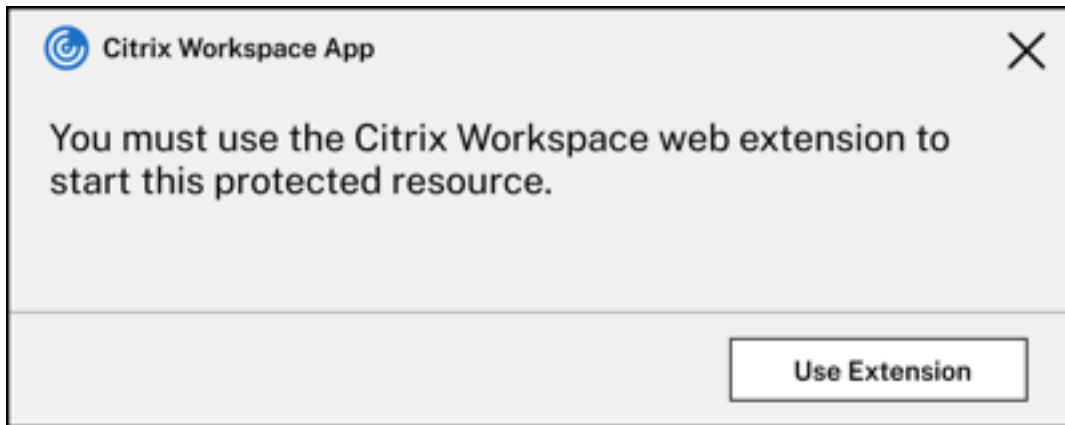 Citrix Workspace App
You must use the Citrix Workspace web extension to
start this protected resource.
Use Extension